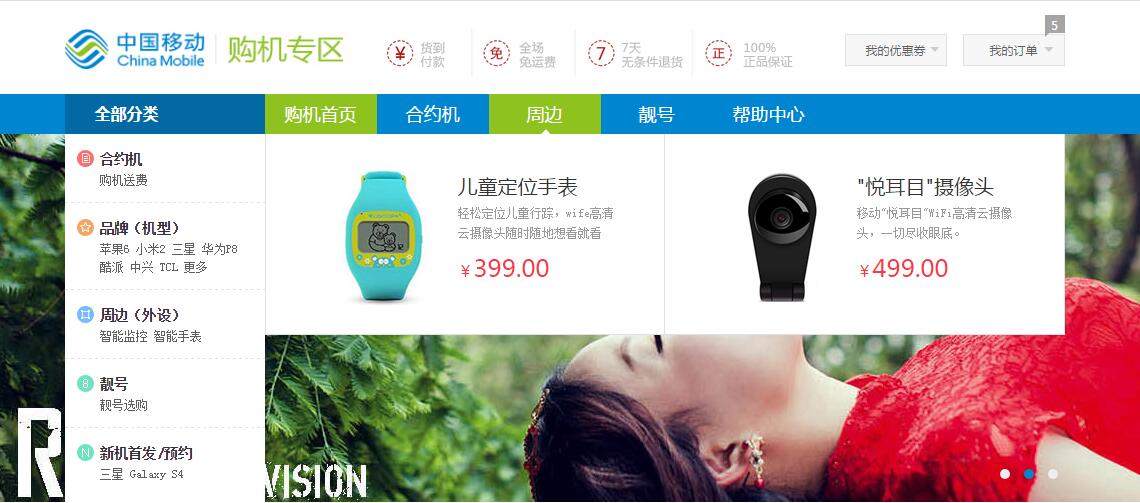 中国移动
China Mobile
购机专区
¥ 货到
付款
免 全场
免运费
7 7天
无条件退货
正 100%
正品保证
我的优惠券
我的订单
5
全部分类
购机首页 合约机 周边 靓号 帮助中心
合约机
购机送费
品牌（机型）
苹果6 小米2 三星 华为P8
酷派 中兴 TCL 更多
周边（外设）
智能监控 智能手表
8 靓号
靓号选购
N 新机首发/预约
三星 Galaxy S4
儿童定位手表
轻松定位儿童行踪，wife高清
云摄像头随时随地想看就看
¥399.00
"悦耳目"摄像头
移动"悦耳目"WiFi高清云摄像
头，一切尽收眼底。
¥499.00
VISION